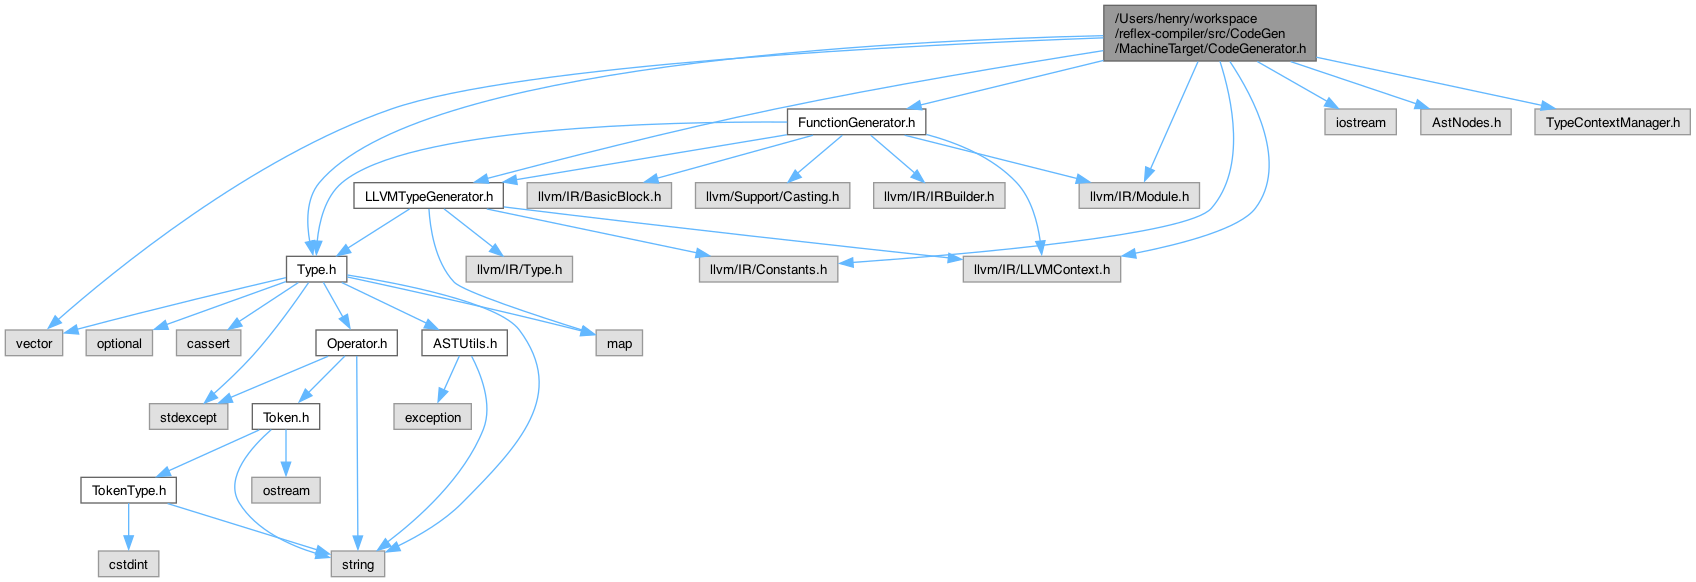 /Users/henry/workspace
/reflex-compiler/src/CodeGen
/MachineTarget/CodeGenerator.h
FunctionGenerator.h
iostream
AstNodes.h
TypeContextManager.h
LLVMTypeGenerator.h
llvm/IR/BasicBlock.h
llvm/Support/Casting.h
llvm/IR/IRBuilder.h
llvm/IR/Module.h
Type.h
llvm/IR/Type.h
llvm/IR/Constants.h
llvm/IR/LLVMContext.h
vector
optional
cassert
Operator.h
ASTUtils.h
map
stdexcept
Token.h
exception
TokenType.h
ostream
cstdint
string